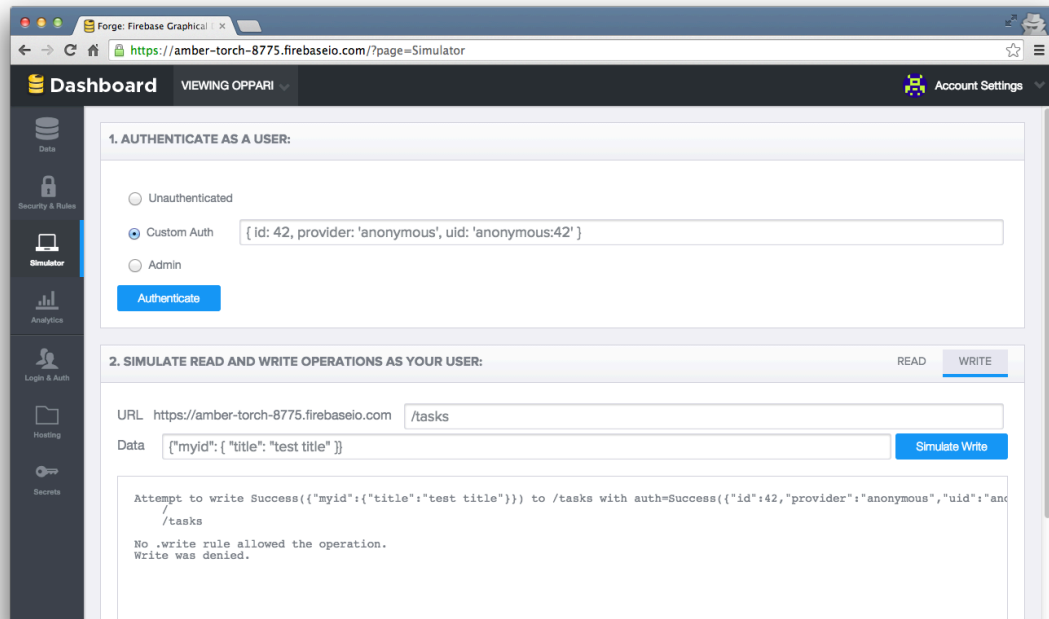 Forge: Firebase Graphical
https://amber-torch-8775.firebaseio.com/?page=Simulator
Dashboard VIEWING OPPARI Account Settings
Data
Security & Rules
Simulator
Analytics
Login & Auth
Hosting
Secrets
1. AUTHENTICATE AS A USER:
Unauthenticated
Custom Auth { id: 42, provider: 'anonymous', uid: 'anonymous:42' }
Admin
Authenticate
2. SIMULATE READ AND WRITE OPERATIONS AS YOUR USER: READ WRITE
URL https://amber-torch-8775.firebaseio.com /tasks
Data {"myid": { "title": "test title" }} Simulate Write
Attempt to write Success({"myid":{"title":"test title"}}) to /tasks with auth=Success({"id":42,"provider":"anonymous","uid":"ano
/
/tasks
No .write rule allowed the operation.
Write was denied.